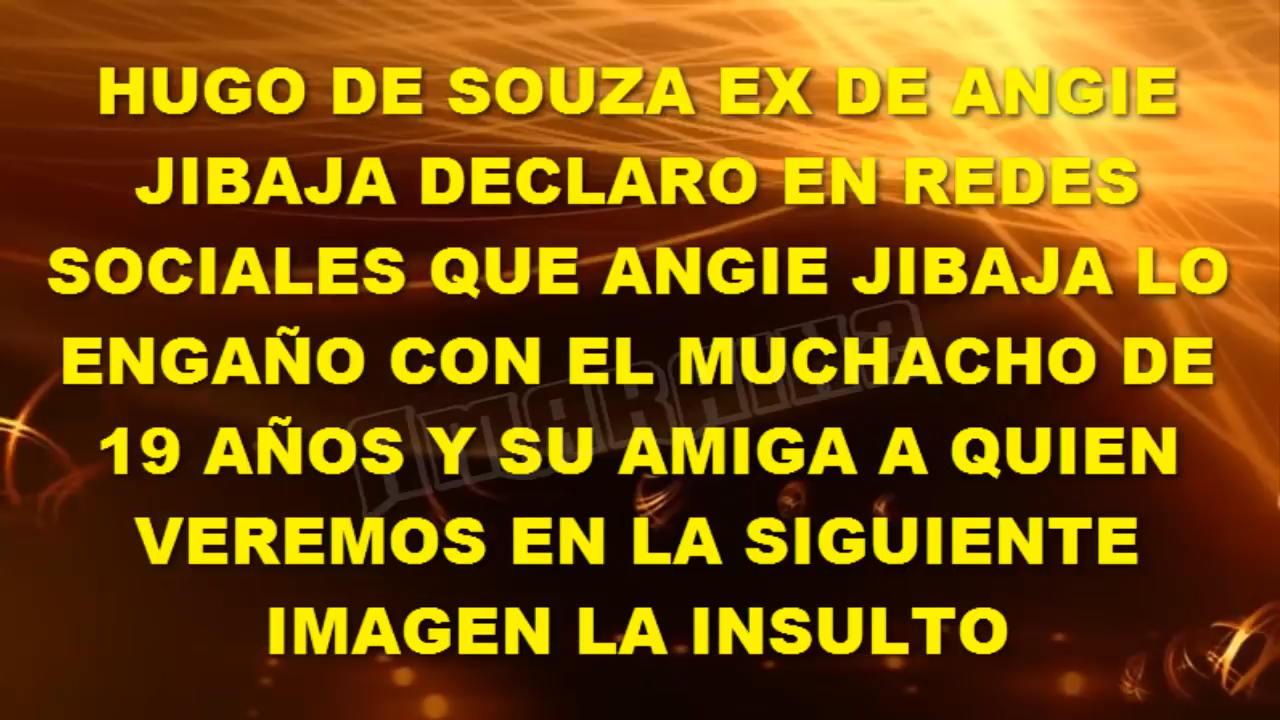 HUGO DE SOUZA EX DE ANGIE
JIBAJA DECLARO EN REDES
SOCIALES QUE ANGIE JIBAJA LO
ENGAÑO CON EL MUCHACHO DE
19 AÑOS Y SU AMIGA A QUIEN
VEREMOS EN LA SIGUIENTE
IMAGEN LA INSULTO